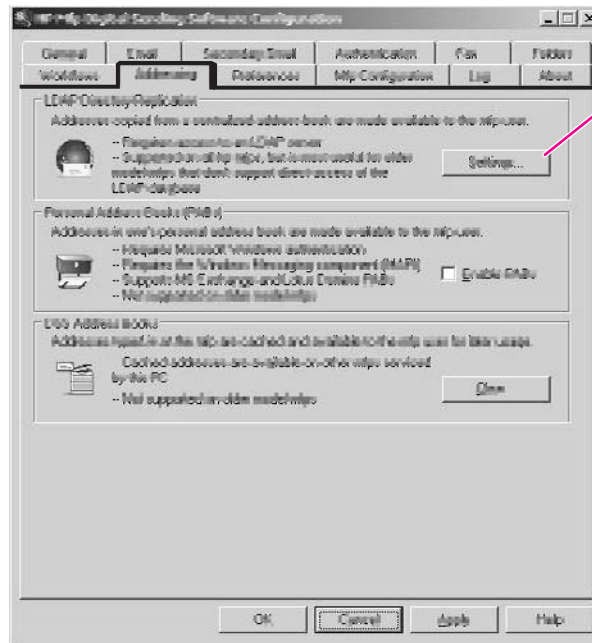 HP Mfp Digital Sending Software Configuration
General Email Secondary Email Authentication Fax Folders
Workflows Addressing Preferences Mfp Configuration Log About
LDAP Directory Replication
Addresses copied from a centralized address book are made available to the mfp user.
-- Requires access to an LDAP server
-- Supported on all hp mfps, but is most useful for older
model mfps that don't support direct access of the
LDAP database
Settings...
Personal Address Books (PABs)
Addresses in one's personal address book are made available to the mfp user.
-- Requires Microsoft Windows authentication
-- Requires the Windows Messaging component (MAPI)
-- Supports MS Exchange and Lotus Domino PABs
-- Not supported on older model mfps
Enable PABs
Address Books
Addresses typed in at the mfp are cached and available to the mfp user for later usage.
Cached addresses are available on other mfps serviced
by this PC
-- Not supported on older model mfps
Clear
OK Cancel Apply Help